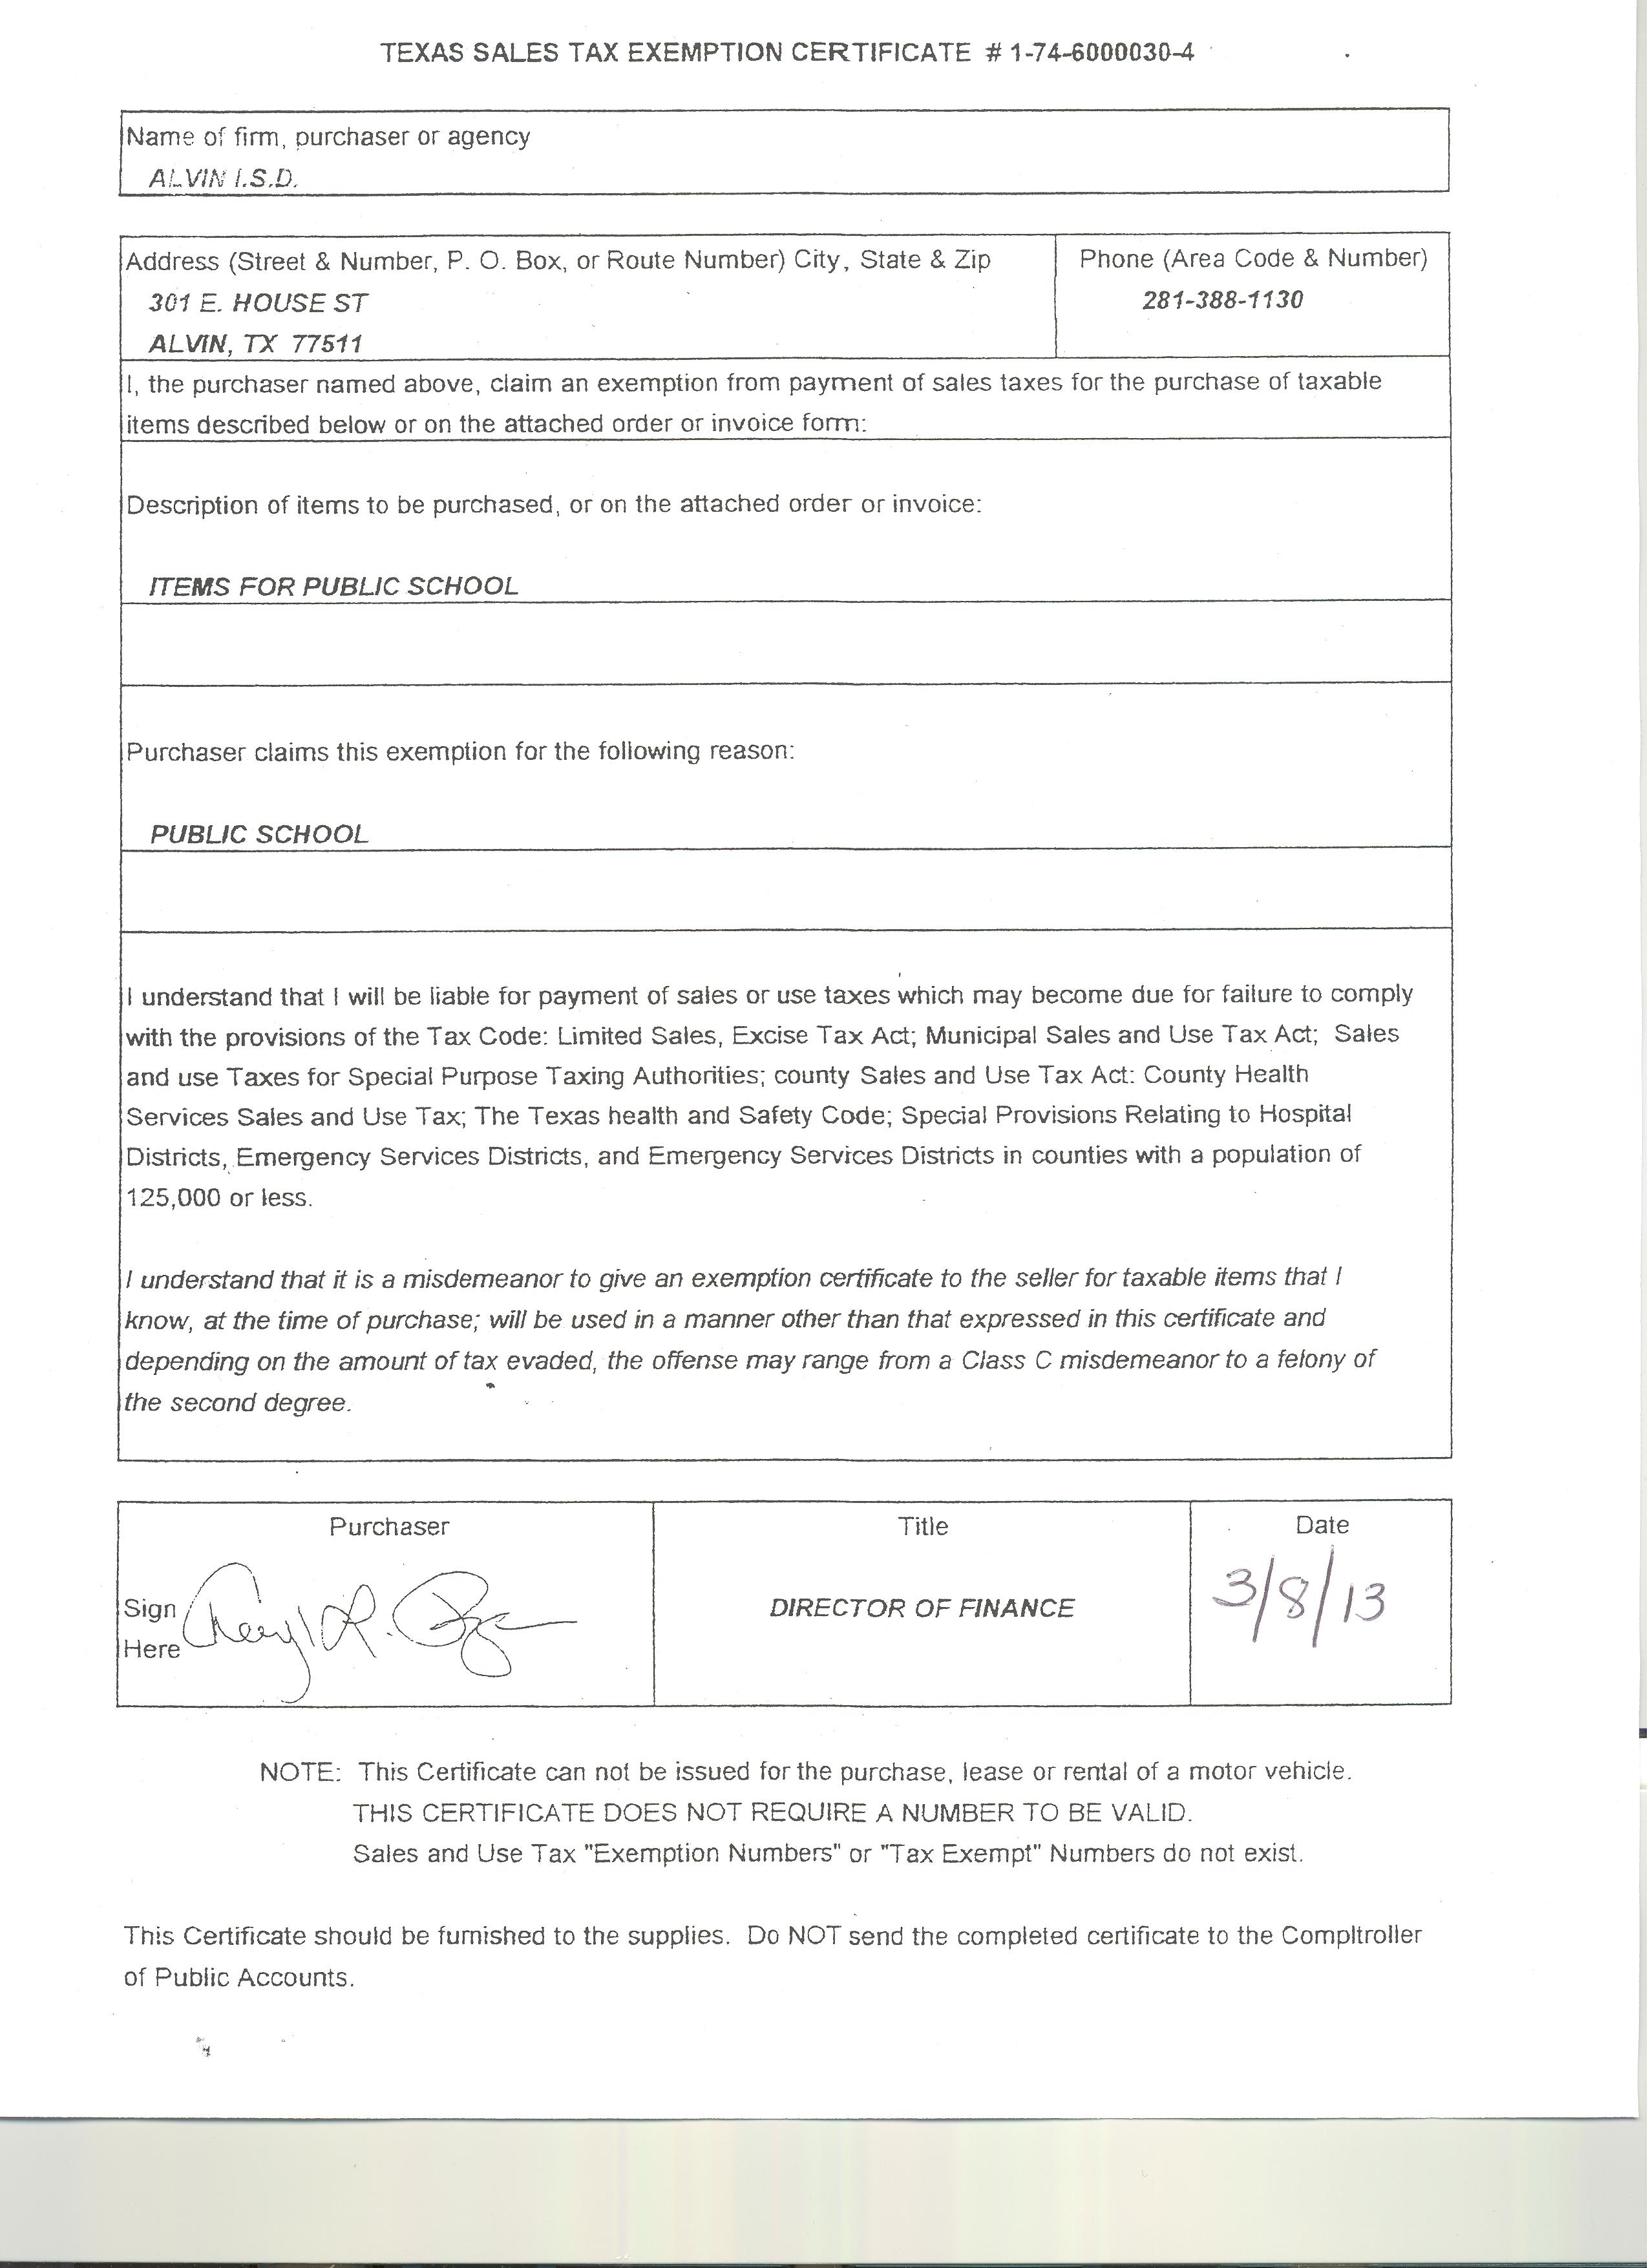 TEXAS SALES TAX EXEMPTION CERTIFICATE # 1-74-6000030-4
Name of firm, purchaser or agency
ALVIN I.S.D.
Address (Street & Number, P. O. Box, or Route Number) City, State & Zip
Phone (Area Code & Number)
301 E. HOUSE ST
281-388-1130
ALVIN, TX 77511
I, the purchaser named above, claim an exemption from payment of sales taxes for the purchase of taxable
items described below or on the attached order or invoice form:
Description of items to be purchased, or on the attached order or invoice:
ITEMS FOR PUBLIC SCHOOL
Purchaser claims this exemption for the following reason:
PUBLIC SCHOOL
I understand that I will be liable for payment of sales or use taxes which may become due for failure to comply
with the provisions of the Tax Code: Limited Sales, Excise Tax Act; Municipal Sales and Use Tax Act; Sales
and use Taxes for Special Purpose Taxing Authorities; county Sales and Use Tax Act: County Health
Services Sales and Use Tax; The Texas health and Safety Code; Special Provisions Relating to Hospital
Districts, Emergency Services Districts, and Emergency Services Districts in counties with a population of
125,000 or less.
I understand that it is a misdemeanor to give an exemption certificate to the seller for taxable items that I
know, at the time of purchase; will be used in a manner other than that expressed in this certificate and
depending on the amount of tax evaded, the offense may range from a Class C misdemeanor to a felony of
the second degree.
Purchaser
Title
Date
Sign
Here
DIRECTOR OF FINANCE
3/8/13
NOTE: This Certificate can not be issued for the purchase, lease or rental of a motor vehicle.
THIS CERTIFICATE DOES NOT REQUIRE A NUMBER TO BE VALID.
Sales and Use Tax "Exemption Numbers" or "Tax Exempt" Numbers do not exist.
This Certificate should be furnished to the supplies. Do NOT send the completed certificate to the Compltroller
of Public Accounts.